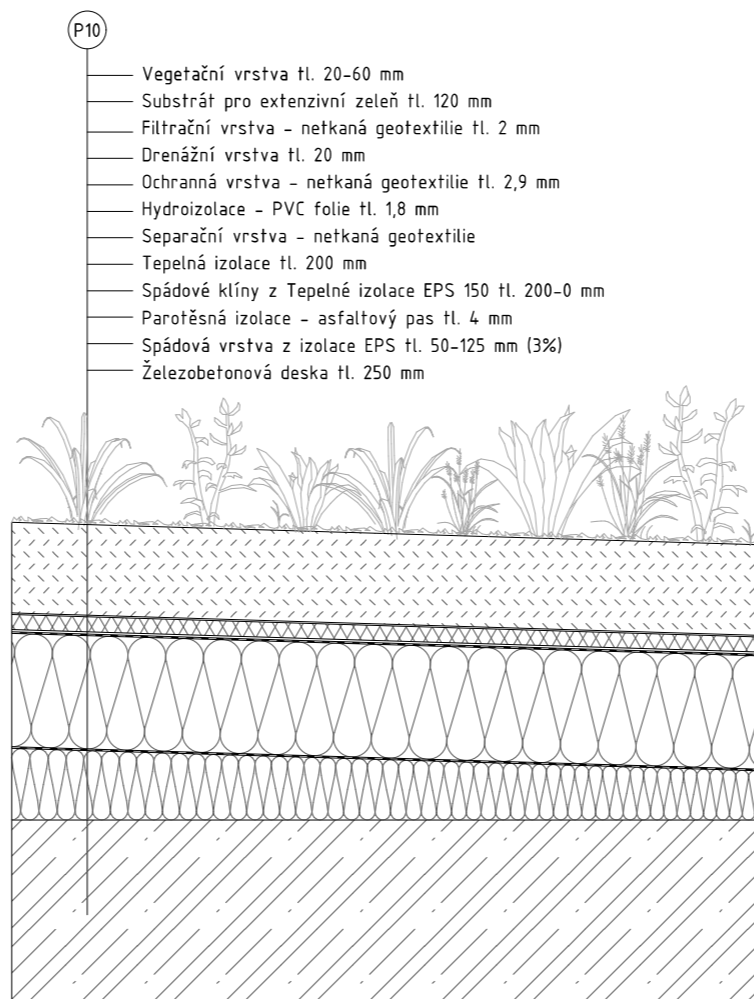 P10
Vegetační vrstva tl. 20-60 mm
Substrát pro extenzivní zeleň tl. 120 mm
Filtrační vrstva - netkaná geotextilie tl. 2 mm
Drenážní vrstva tl. 20 mm
Ochranná vrstva - netkaná geotextilie tl. 2,9 mm
Hydroizolace - PVC folie tl. 1,8 mm
Separační vrstva - netkaná geotextilie
Tepelná izolace tl. 200 mm
Spádové klíny z Tepelné izolace EPS 150 tl. 200-0 mm
Parotěsná izolace - asfaltový pas tl. 4 mm
Spádová vrstva z izolace EPS tl. 50-125 mm (3%)
Železobetonová deska tl. 250 mm